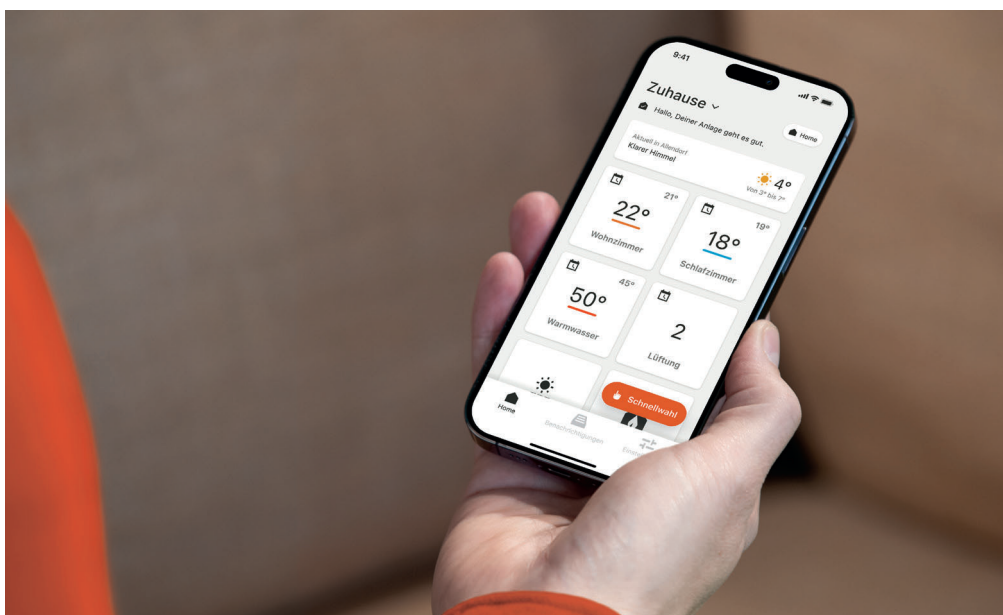 9:41
Zuhause
Hallo, Deiner Anlage geht es gut.
Home
Aktuell in Allendorf
Klarer Himmel
4°
Von 3° bis 7°
21°
22°
Wohnzimmer
19°
18°
Schlafzimmer
45°
50°
Warmwasser
2
Lüftung
Schnellwahl
Home
Benachrichtigungen